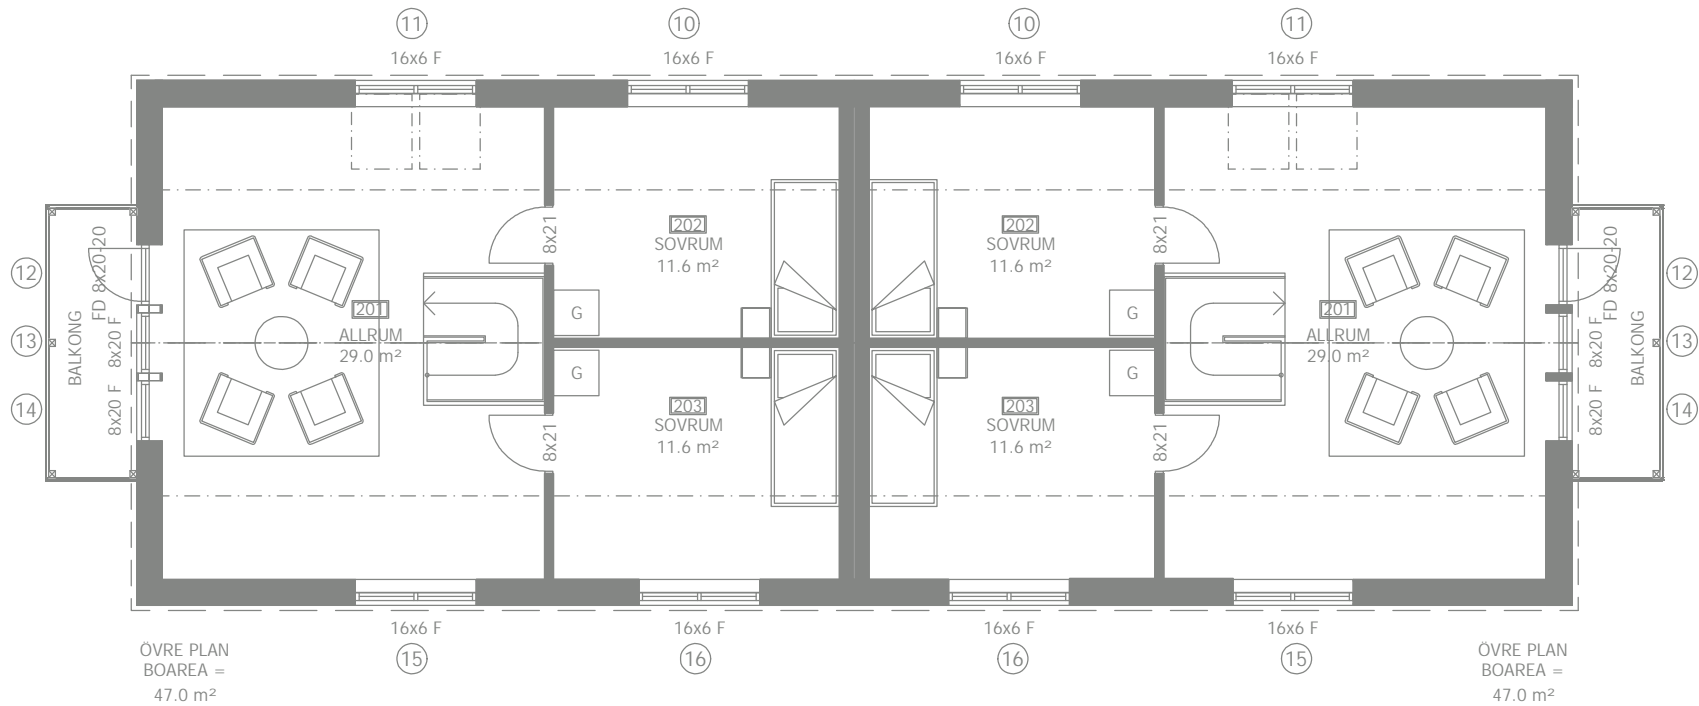 11
10
10
11
16x6 F
16x6 F
16x6 F
16x6 F
12
13
14
BALKONG
FD 8x20-20
8x20 F
8x20 F
201
ALLRUM
29.0 m²
8x21
8x21
202
SOVRUM
11.6 m²
G
G
203
SOVRUM
11.6 m²
202
SOVRUM
11.6 m²
G
G
203
SOVRUM
11.6 m²
8x21
8x21
201
ALLRUM
29.0 m²
FD 8x20-20
8x20 F
8x20 F
BALKONG
12
13
14
16x6 F
16x6 F
16x6 F
16x6 F
15
16
16
15
ÖVRE PLAN
BOAREA =
47.0 m²
ÖVRE PLAN
BOAREA =
47.0 m²